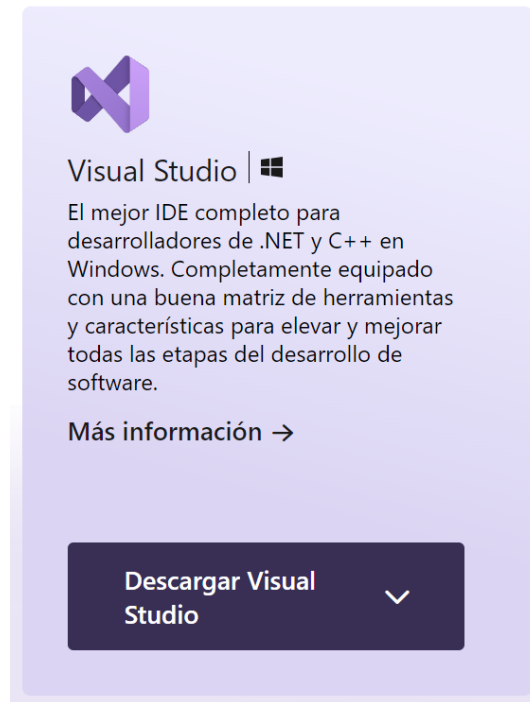 Visual Studio
El mejor IDE completo para
desarrolladores de .NET y C++ en
Windows. Completamente equipado
con una buena matriz de herramientas
y características para elevar y mejorar
todas las etapas del desarrollo de
software.
Más información →
Descargar Visual
Studio